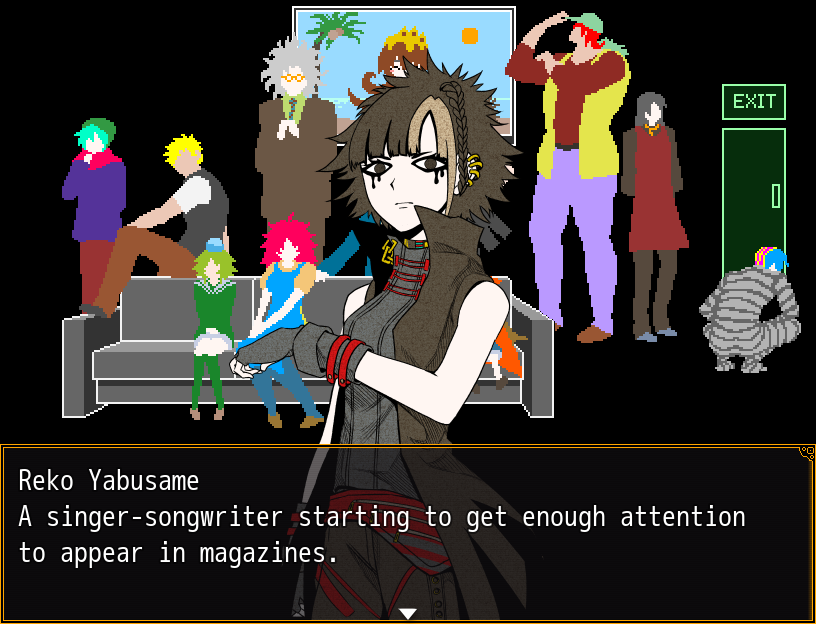 EXIT
Reko Yabusame
A singer-songwriter starting to get enough attention
to appear in magazines.